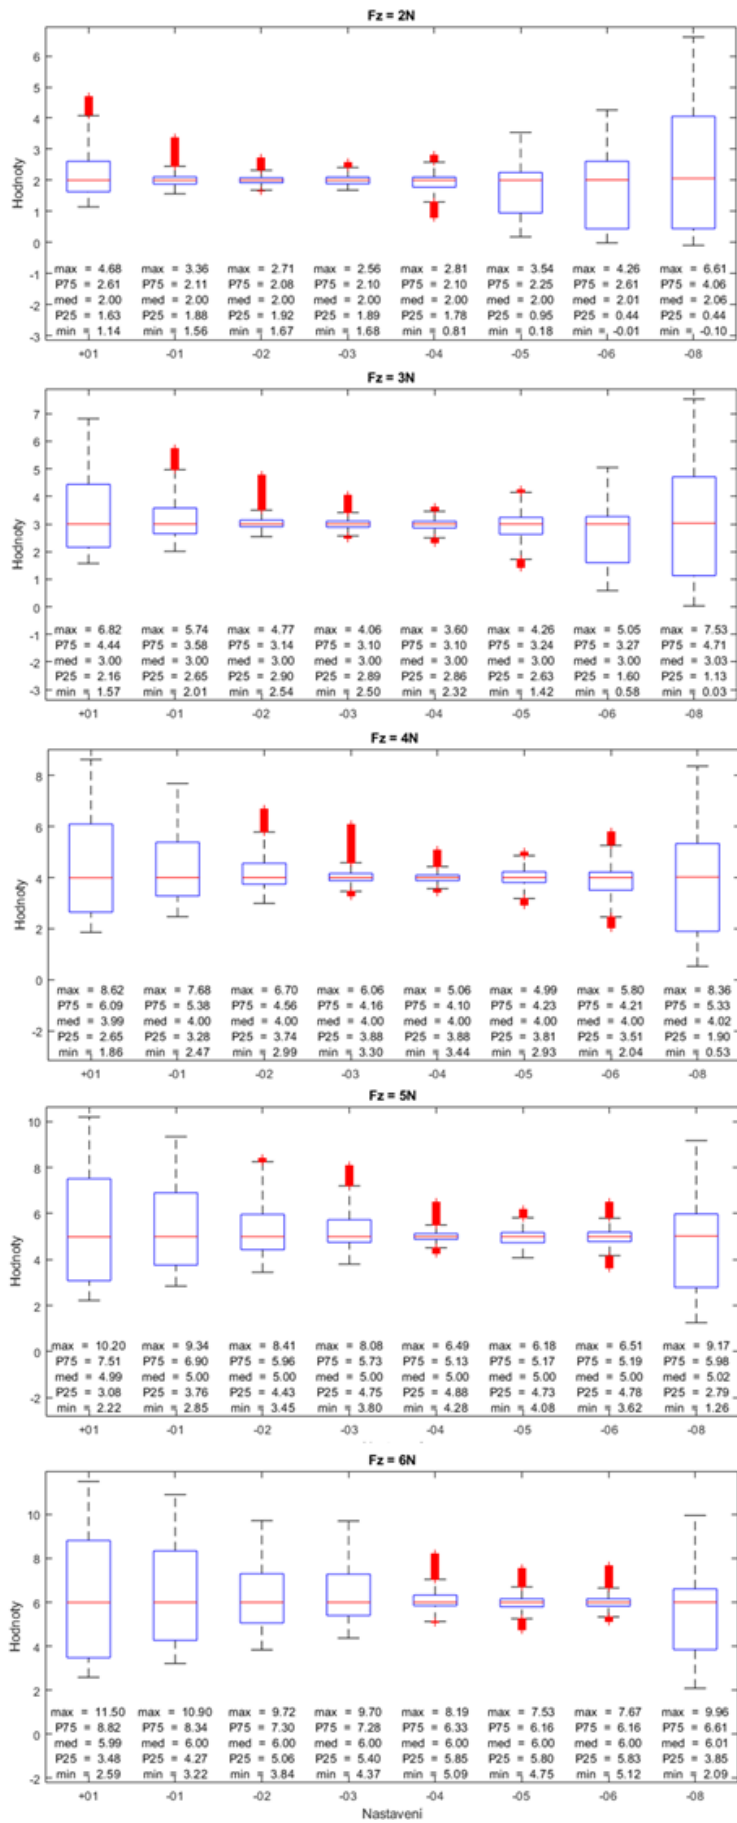 Fz = 2N
6
5
4
3
2
1
0
-1
-2
-3
Hodnoty
max = 4.68 max = 3.36 max = 2.71 max = 2.56 max = 2.81 max = 3.54 max = 4.26 max = 6.61
P75 = 2.61 P75 = 2.11 P75 = 2.08 P75 = 2.10 P75 = 2.10 P75 = 2.25 P75 = 2.61 P75 = 4.06
med = 2.00 med = 2.00 med = 2.00 med = 2.00 med = 2.00 med = 2.00 med = 2.01 med = 2.06
P25 = 1.63 P25 = 1.88 P25 = 1.92 P25 = 1.89 P25 = 1.78 P25 = 0.95 P25 = 0.44 P25 = 0.44
min = 1.14 min = 1.56 min = 1.67 min = 1.68 min = 0.81 min = 0.18 min = -0.01 min = -0.10
+01 -01 -02 -03 -04 -05 -06 -08
Fz = 3N
7
6
5
4
3
2
1
0
-1
-2
-3
Hodnoty
max = 6.82 max = 5.74 max = 4.77 max = 4.06 max = 3.60 max = 4.26 max = 5.05 max = 7.53
P75 = 4.44 P75 = 3.58 P75 = 3.14 P75 = 3.10 P75 = 3.10 P75 = 3.24 P75 = 3.27 P75 = 4.71
med = 3.00 med = 3.00 med = 3.00 med = 3.00 med = 3.00 med = 3.00 med = 3.00 med = 3.03
P25 = 2.16 P25 = 2.65 P25 = 2.90 P25 = 2.89 P25 = 2.86 P25 = 2.63 P25 = 1.60 P25 = 1.13
min = 1.57 min = 2.01 min = 2.54 min = 2.50 min = 2.32 min = 1.42 min = 0.58 min = 0.03
+01 -01 -02 -03 -04 -05 -06 -08
Fz = 4N
8
6
4
2
0
-2
Hodnoty
max = 8.62 max = 7.68 max = 6.70 max = 6.06 max = 5.06 max = 4.99 max = 5.80 max = 8.36
P75 = 6.09 P75 = 5.38 P75 = 4.56 P75 = 4.16 P75 = 4.10 P75 = 4.23 P75 = 4.21 P75 = 5.33
med = 3.99 med = 4.00 med = 4.00 med = 4.00 med = 4.00 med = 4.00 med = 4.00 med = 4.02
P25 = 2.65 P25 = 3.28 P25 = 3.74 P25 = 3.88 P25 = 3.88 P25 = 3.81 P25 = 3.51 P25 = 1.90
min = 1.86 min = 2.47 min = 2.99 min = 3.30 min = 3.44 min = 2.93 min = 2.04 min = 0.53
+01 -01 -02 -03 -04 -05 -06 -08
Fz = 5N
10
8
6
4
2
0
-2
Hodnoty
max = 10.20 max = 9.34 max = 8.41 max = 8.08 max = 6.49 max = 6.18 max = 6.51 max = 9.17
P75 = 7.51 P75 = 6.90 P75 = 5.96 P75 = 5.73 P75 = 5.13 P75 = 5.17 P75 = 5.19 P75 = 5.98
med = 4.99 med = 5.00 med = 5.00 med = 5.00 med = 5.00 med = 5.00 med = 5.00 med = 5.02
P25 = 3.08 P25 = 3.76 P25 = 4.43 P25 = 4.75 P25 = 4.88 P25 = 4.73 P25 = 4.78 P25 = 2.79
min = 2.22 min = 2.85 min = 3.45 min = 3.80 min = 4.28 min = 4.08 min = 3.62 min = 1.26
+01 -01 -02 -03 -04 -05 -06 -08
Fz = 6N
10
8
6
4
2
0
-2
Hodnoty
max = 11.50 max = 10.90 max = 9.72 max = 9.70 max = 8.19 max = 7.53 max = 7.67 max = 9.96
P75 = 8.82 P75 = 8.34 P75 = 7.30 P75 = 7.28 P75 = 6.33 P75 = 6.16 P75 = 6.16 P75 = 6.61
med = 5.99 med = 6.00 med = 6.00 med = 6.00 med = 6.00 med = 6.00 med = 6.00 med = 6.01
P25 = 3.48 P25 = 4.27 P25 = 5.06 P25 = 5.40 P25 = 5.85 P25 = 5.80 P25 = 5.83 P25 = 3.85
min = 2.59 min = 3.22 min = 3.84 min = 4.37 min = 5.09 min = 4.75 min = 5.12 min = 2.09
+01 -01 -02 -03 -04 -05 -06 -08
Nastavení